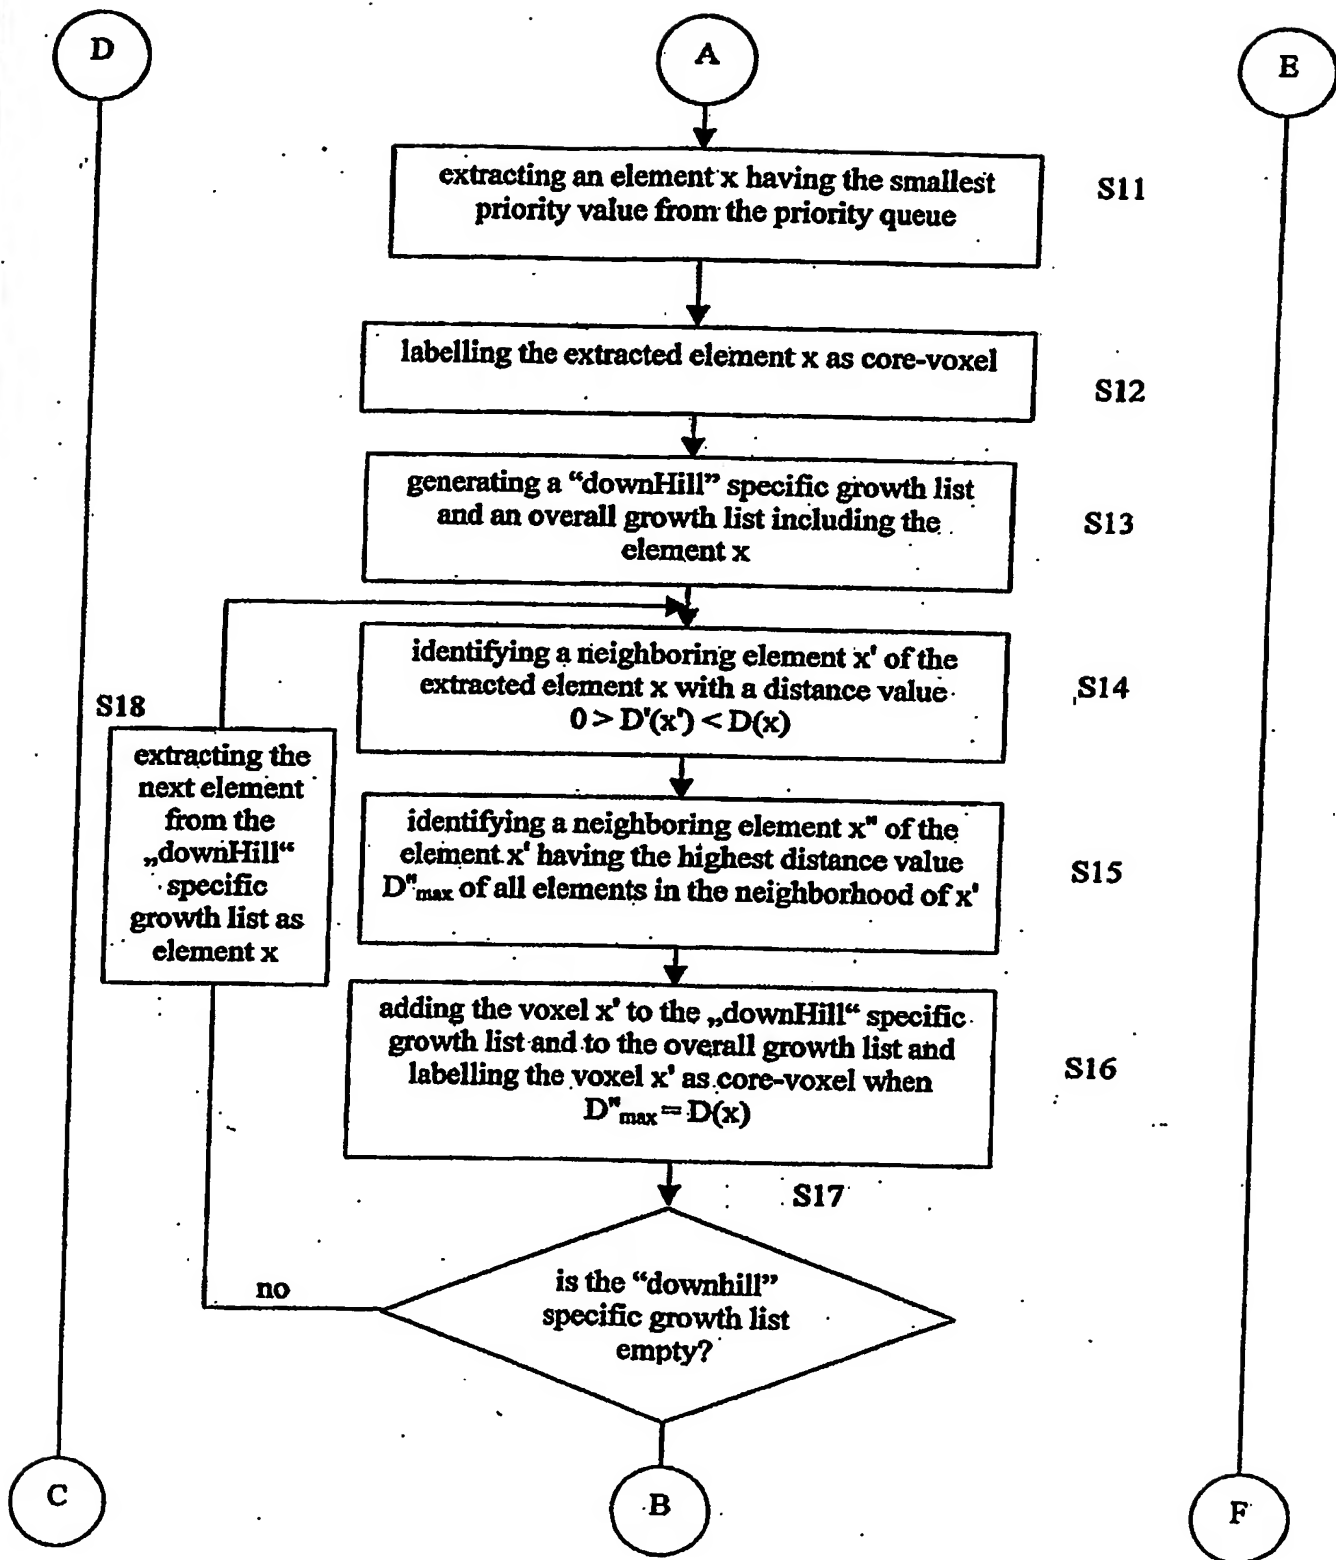 D
A
E
extracting an element x having the smallest
priority value from the priority queue
S11
labelling the extracted element x as core-voxel
S12
generating a “downHill” specific growth list
and an overall growth list including the
element x
S13
identifying a neighboring element x' of the
extracted element x with a distance value
0 > D'(x') < D(x)
S14
S18
extracting the
next element
from the
„downHill“
specific
growth list as
element x
identifying a neighboring element x" of the
element x' having the highest distance value
D"max of all elements in the neighborhood of x'
S15
adding the voxel x' to the „downHill“ specific
growth list and to the overall growth list and
labelling the voxel x' as core-voxel when
D"max = D(x)
S16
S17
no
is the “downhill”
specific growth list
empty?
C
B
F